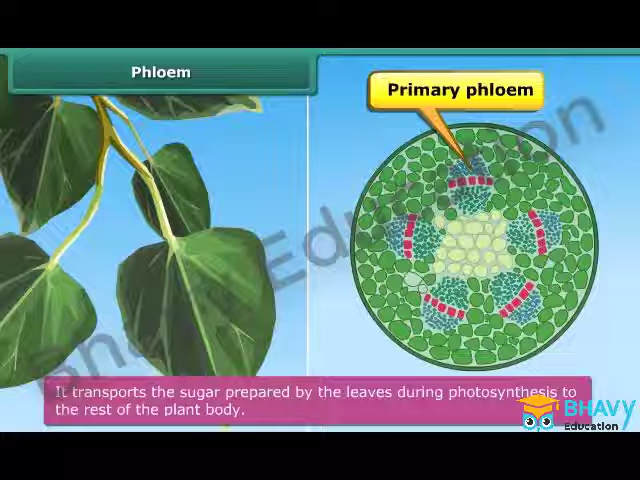 Phloem
Primary phloem
It transports the sugar prepared by the leaves during photosynthesis to
the rest of the plant body.
BHAVY
Education